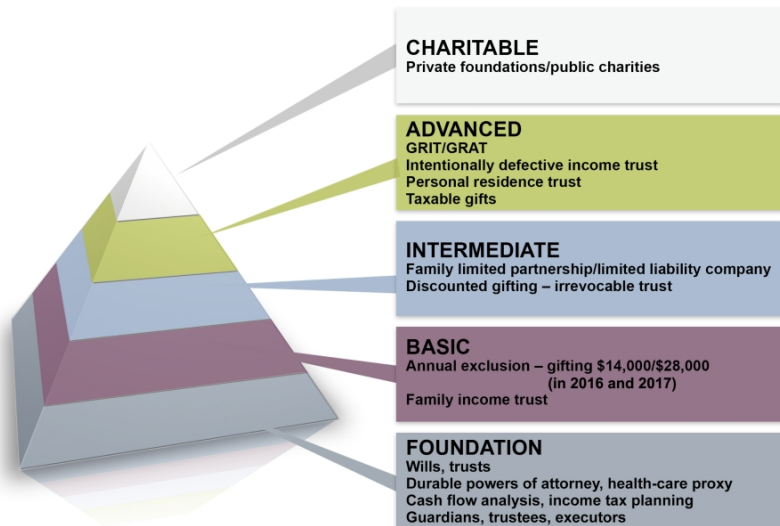 CHARITABLE
Private foundations/public charities
ADVANCED
GRIT/GRAT
Intentionally defective income trust
Personal residence trust
Taxable gifts
INTERMEDIATE
Family limited partnership/limited liability company
Discounted gifting – irrevocable trust
BASIC
Annual exclusion – gifting $14,000/$28,000
(in 2016 and 2017)
Family income trust
FOUNDATION
Wills, trusts
Durable powers of attorney, health-care proxy
Cash flow analysis, income tax planning
Guardians, trustees, executors